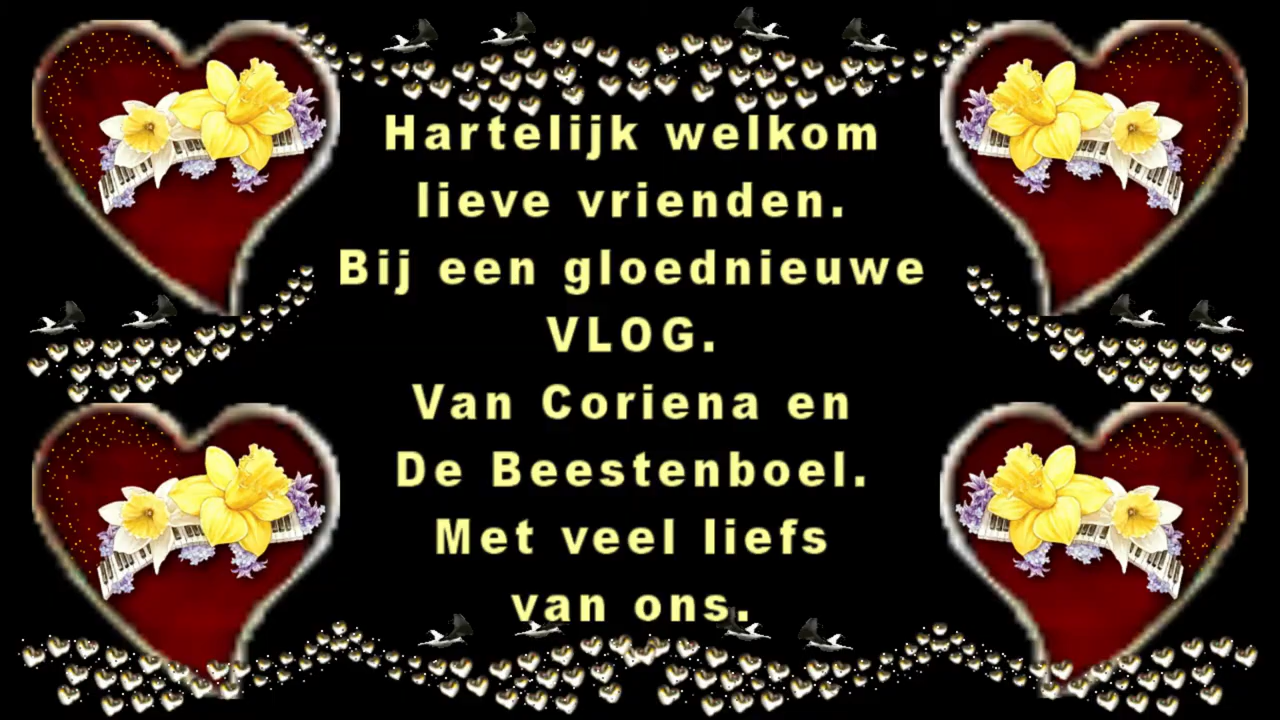 Hartelijk welkom
lieve vrienden.
Bij een gloednieuwe
VLOG.
Van Coriena en
De Beestenboel.
Met veel liefs
van ons.